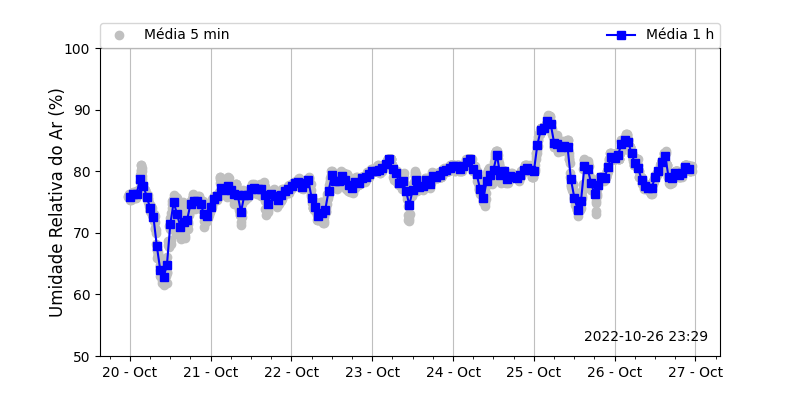 Média 5 min
Média 1 h
Umidade Relativa do Ar (%)
100
90
80
70
60
50
2022-10-26 23:29
20 - Oct
21 - Oct
22 - Oct
23 - Oct
24 - Oct
25 - Oct
26 - Oct
27 - Oct